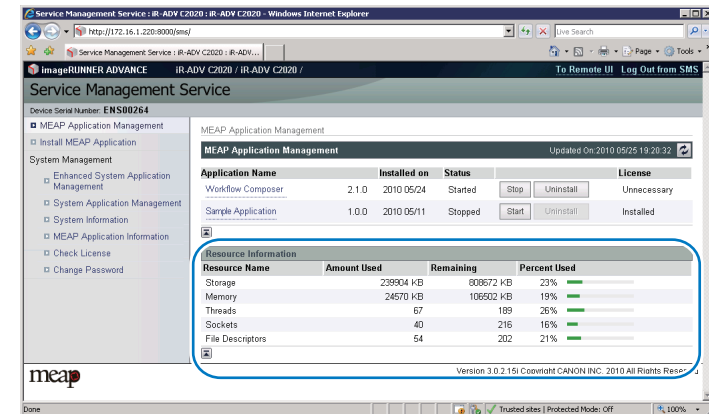 Service Management Service : iR-ADV C2020 : iR-ADV C2020 - Windows Internet Explorer
http://172.16.1.220:8000/sms/
Live Search
Service Management Service : iR-ADV C2020 : iR-ADV...
Page
Tools
imageRUNNER ADVANCE iR-ADV C2020 / iR-ADV C2020 /
To Remote UI Log Out from SMS
Service Management Service
Device Serial Number: ENS00264
MEAP Application Management
Install MEAP Application
System Management
Enhanced System Application
Management
System Application Management
System Information
MEAP Application Information
Check License
Change Password
MEAP Application Management
MEAP Application Management Updated On:2010 05/25 19:20:32
Application Name Installed on Status License
Workflow Composer 2.1.0 2010 05/24 Started Stop Uninstall Unnecessary
Sample Application 1.0.0 2010 05/11 Stopped Start Uninstall Installed
Resource Information
Resource Name Amount Used Remaining Percent Used
Storage 239904 KB 808672 KB 23%
Memory 24570 KB 106502 KB 19%
Threads 67 189 26%
Sockets 40 216 16%
File Descriptors 54 202 21%
meap
Version 3.0.2.15i Copyright CANON INC. 2010 All Rights
Done
Trusted sites | Protected Mode: Off
100%